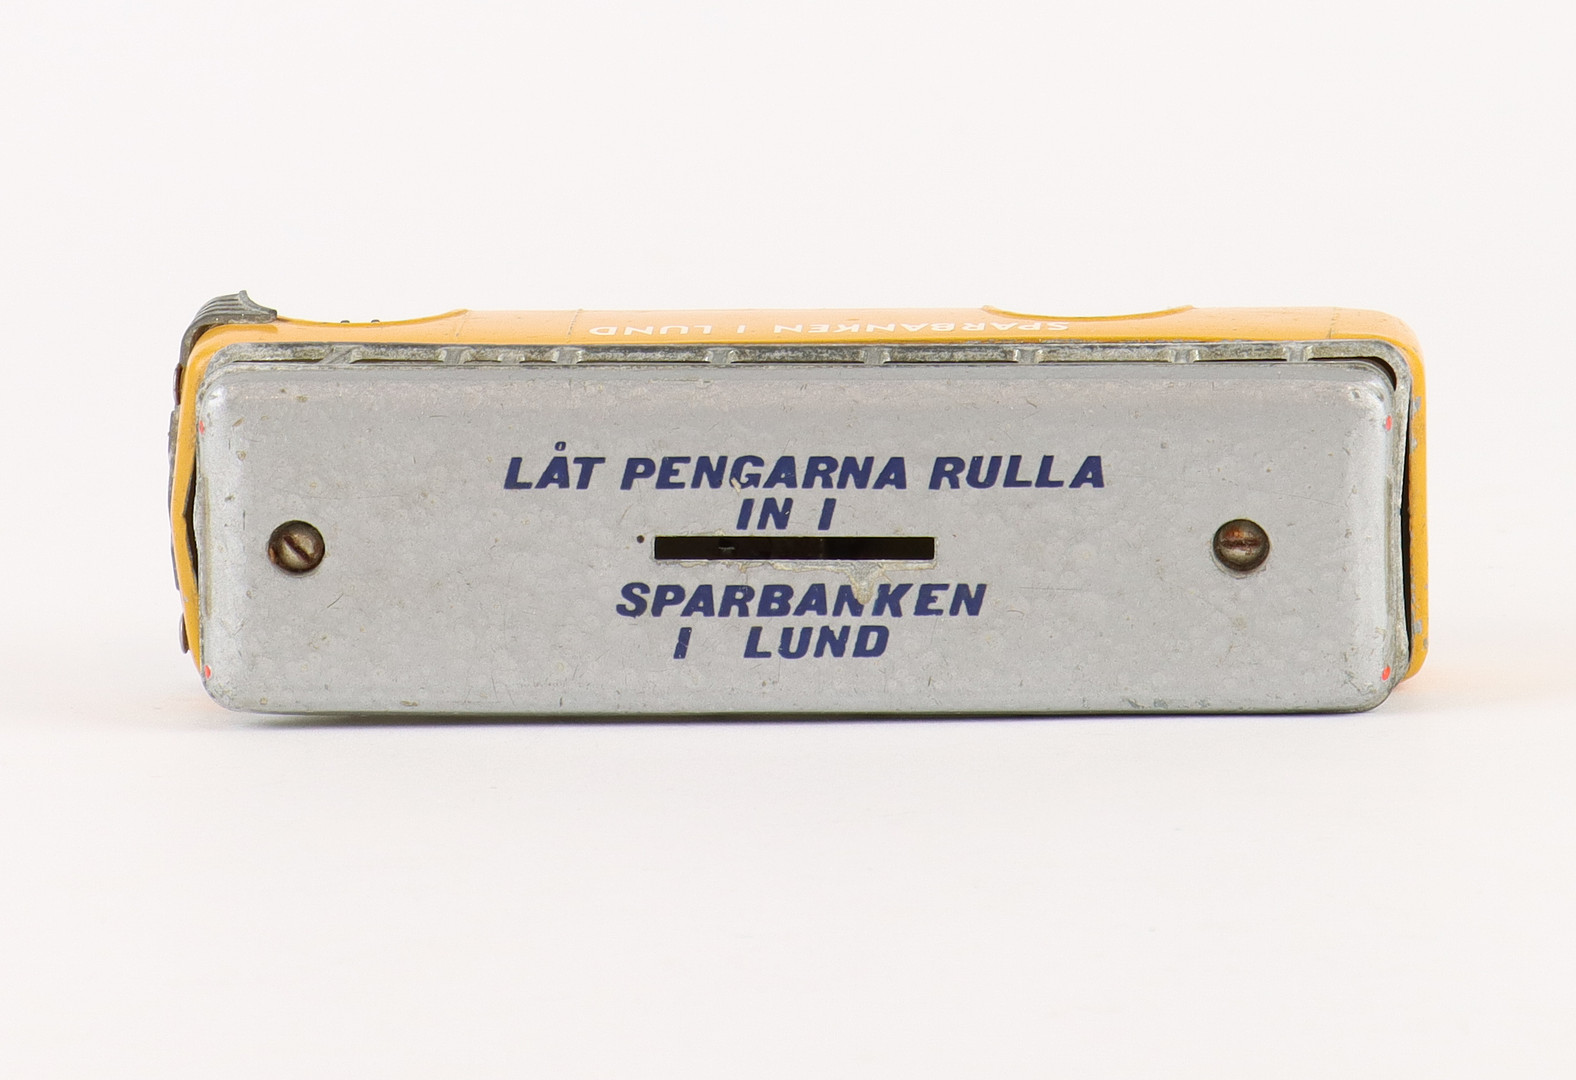 SPARBANKEN I LUND
LÅT PENGARNA RULLA
IN I
SPARBANKEN
I LUND